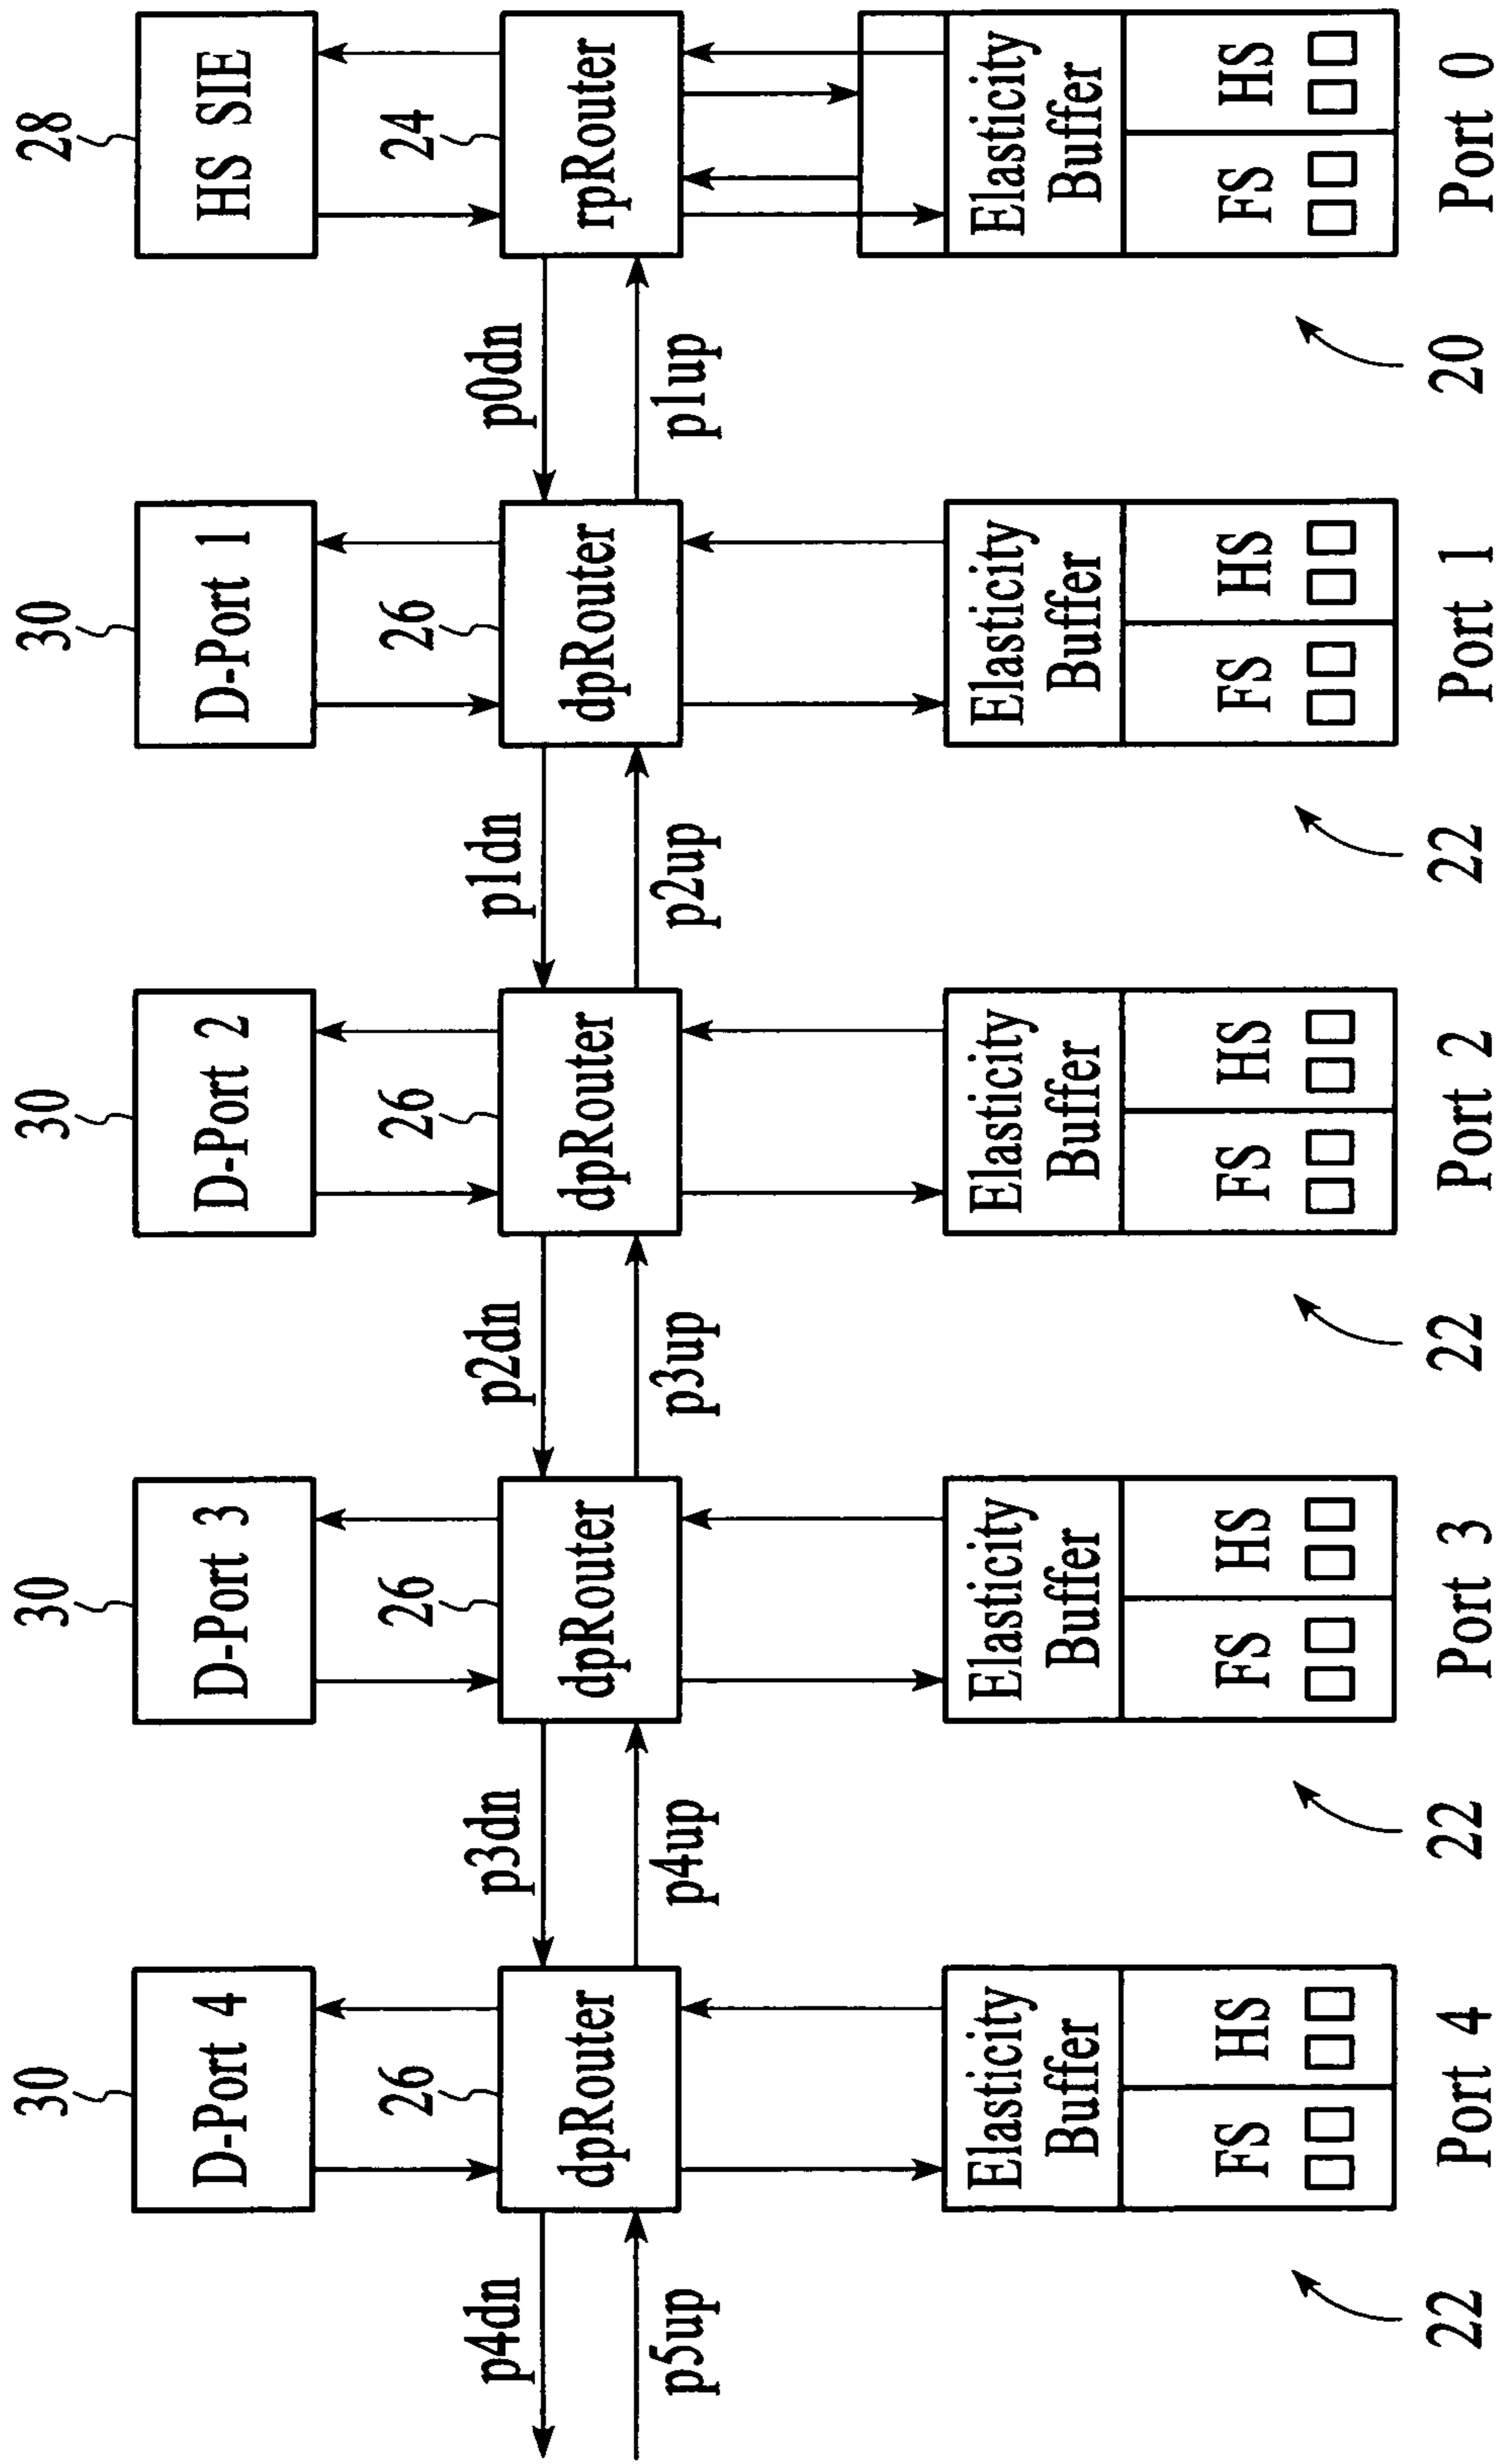 30
30
30
30
28
D-Port 4
D-Port 3
D-Port 2
D-Port 1
HS SIE
26
26
26
26
24
p4dn
p3dn
p2dn
p1dn
p0dn
dpRouter
dpRouter
dpRouter
dpRouter
rpRouter
p5up
p4up
p3up
p2up
p1up
Elasticity
Buffer
Elasticity
Buffer
Elasticity
Buffer
Elasticity
Buffer
Elasticity
Buffer
FS HS
FS HS
FS HS
FS HS
FS HS
22
Port 4
22
Port 3
22
Port 2
22
Port 1
20
Port 0